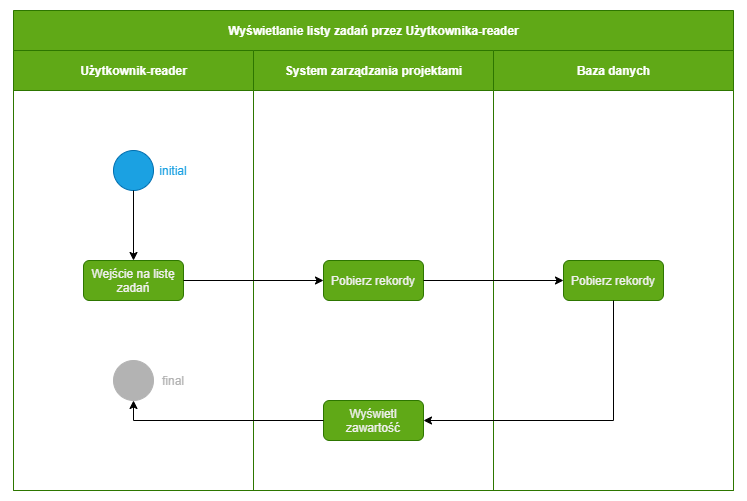 Wyświetlanie listy zadań przez Użytkownika-reader
Użytkownik-reader
System zarządzania projektami
Baza danych
initial
Wejście na listę
zadań
Pobierz rekordy
Pobierz rekordy
final
Wyświetl
zawartość